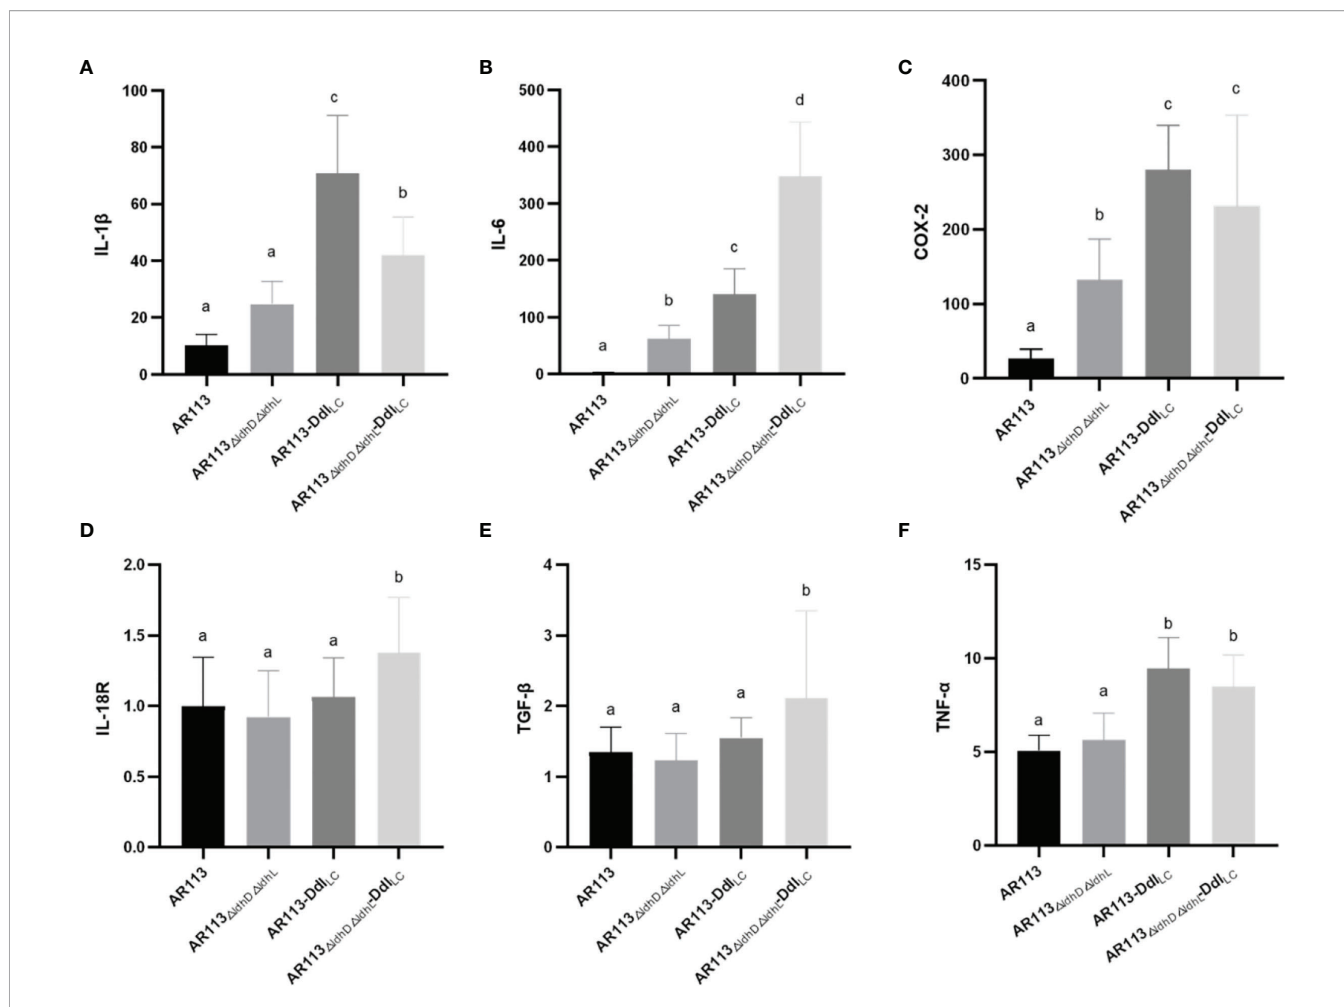 A
IL-1β
100
80
60
40
20
0
a
a
c
b
AR113
AR113ΔldhD ΔldhL
AR113-DdlLC
AR113ΔldhD ΔldhL-DdlLC
B
IL-6
500
400
300
200
100
0
a
b
c
d
AR113
AR113ΔldhD ΔldhL
AR113-DdlLC
AR113ΔldhD ΔldhL-DdlLC
C
COX-2
400
300
200
100
0
a
b
c
c
AR113
AR113ΔldhD ΔldhL
AR113-DdlLC
AR113ΔldhD ΔldhL-DdlLC
D
IL-18R
2.0
1.5
1.0
0.5
0.0
a
a
a
b
AR113
AR113ΔldhD ΔldhL
AR113-DdlLC
AR113ΔldhD ΔldhL-DdlLC
E
TGF-β
4
3
2
1
0
a
a
a
b
AR113
AR113ΔldhD ΔldhL
AR113-DdlLC
AR113ΔldhD ΔldhL-DdlLC
F
TNF-α
15
10
5
0
a
a
b
b
AR113
AR113ΔldhD ΔldhL
AR113-DdlLC
AR113ΔldhD ΔldhL-DdlLC